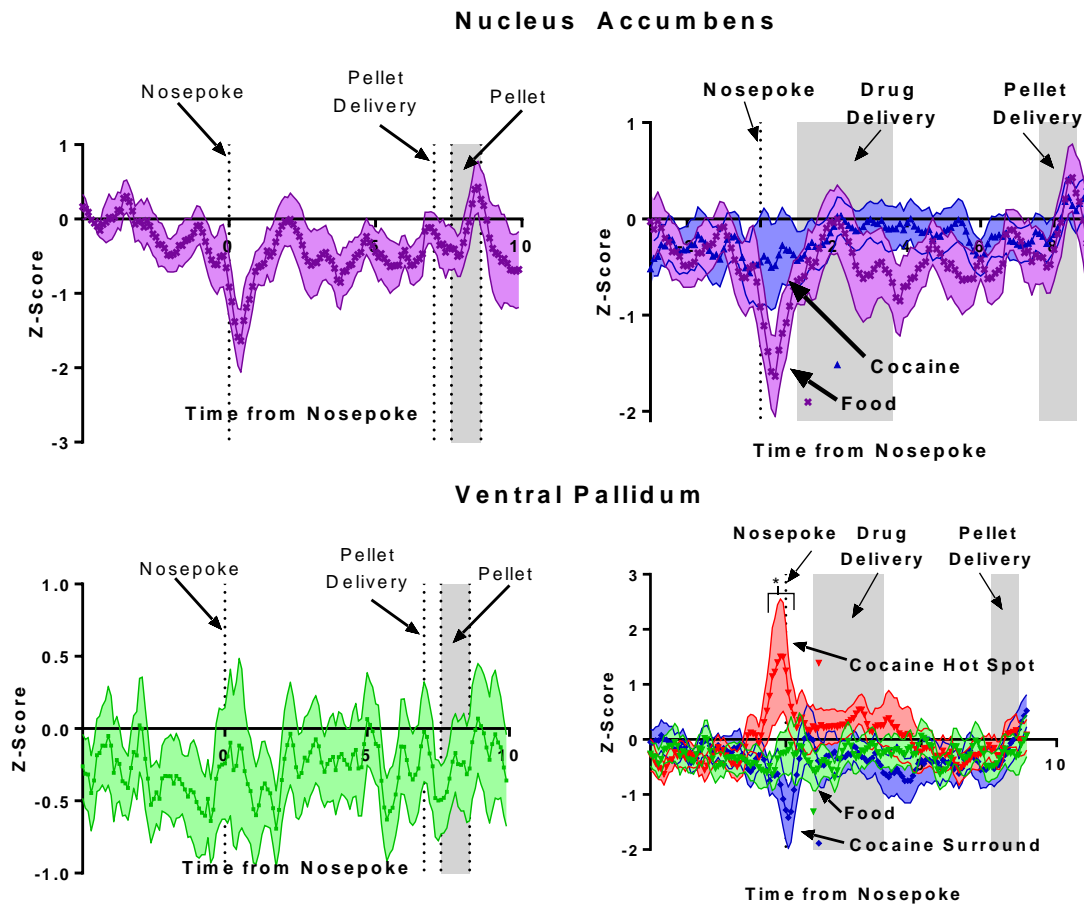 Nucleus Accumbens
Nosepoke
Pellet
Delivery
Pellet
1
0
-1
-2
-3
0
5
10
Z-Score
Time from Nosepoke
Nosepoke
Drug
Delivery
Pellet
Delivery
1
0
-1
-2
-2
2
4
6
8
Z-Score
Cocaine
Food
Time from Nosepoke
Ventral Pallidum
Nosepoke
Pellet
Delivery
Pellet
1.0
0.5
0.0
-0.5
-1.0
0
5
10
Z-Score
Time from Nosepoke
Nosepoke
Drug
Delivery
Pellet
Delivery
*
3
2
1
0
-1
-2
10
Z-Score
Cocaine Hot Spot
Food
Cocaine Surround
Time from Nosepoke